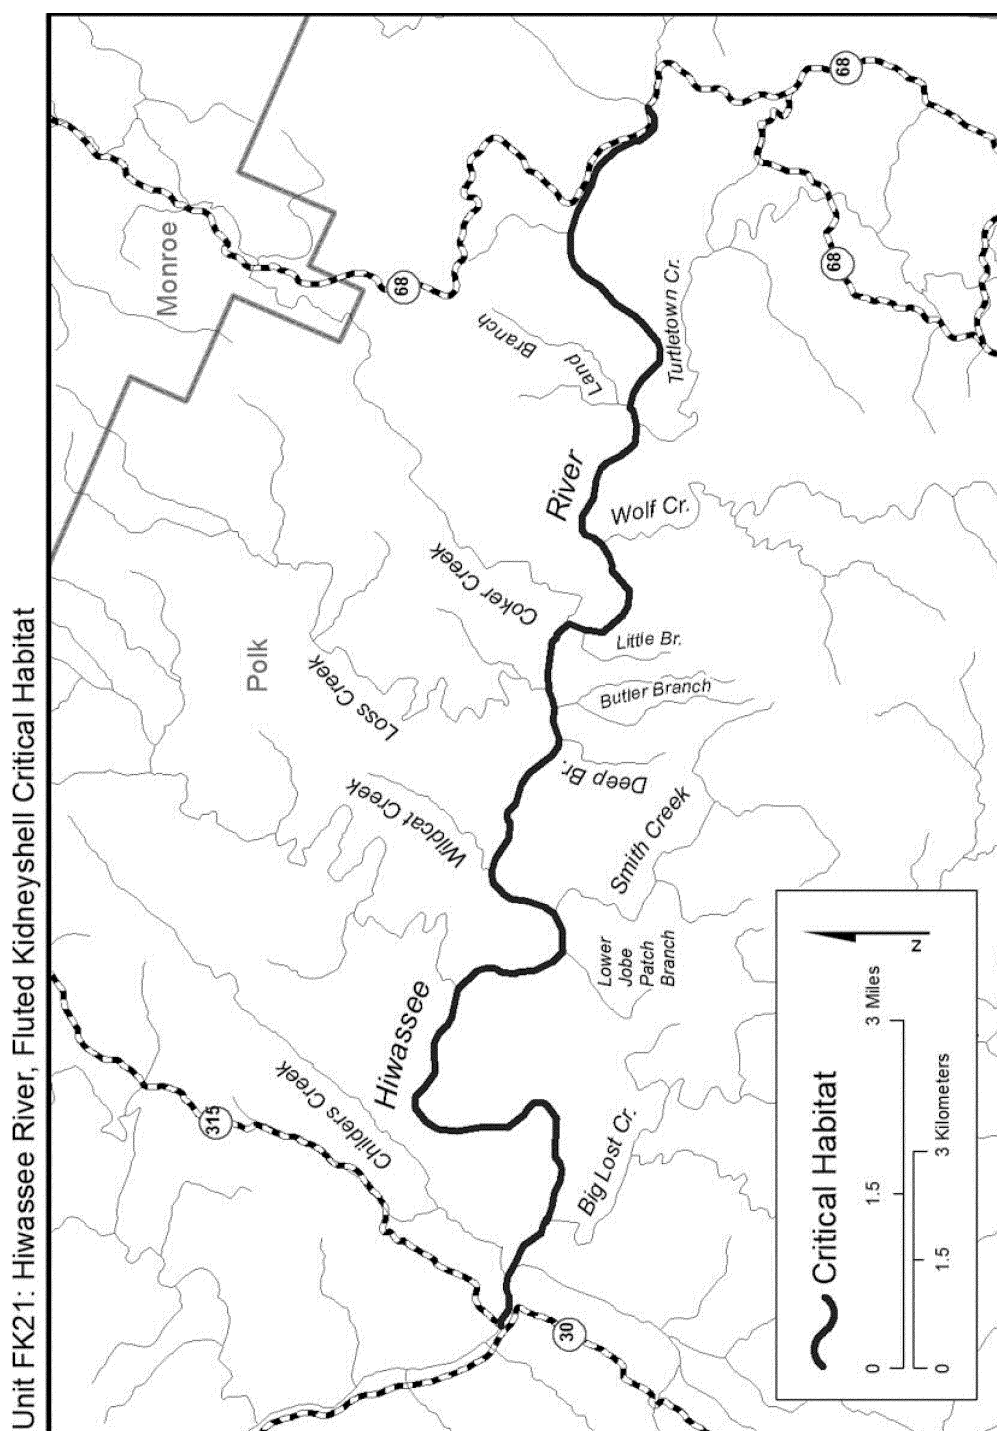 Unit FK21: Hiwassee River, Fluted Kidneyshell Critical Habitat
Monroe
Polk
68
68
68
315
30
Hiwassee
River
Childers Creek
Wildcat Creek
Loss Creek
Coker Creek
Land
Branch
Turtletown Cr.
Wolf Cr.
Little Br.
Butler Branch
Deep Br.
Smith Creek
Lower
Jobe
Patch
Branch
Big Lost Cr.
Critical Habitat
0
1.5
3 Miles
0
1.5
3 Kilometers
N